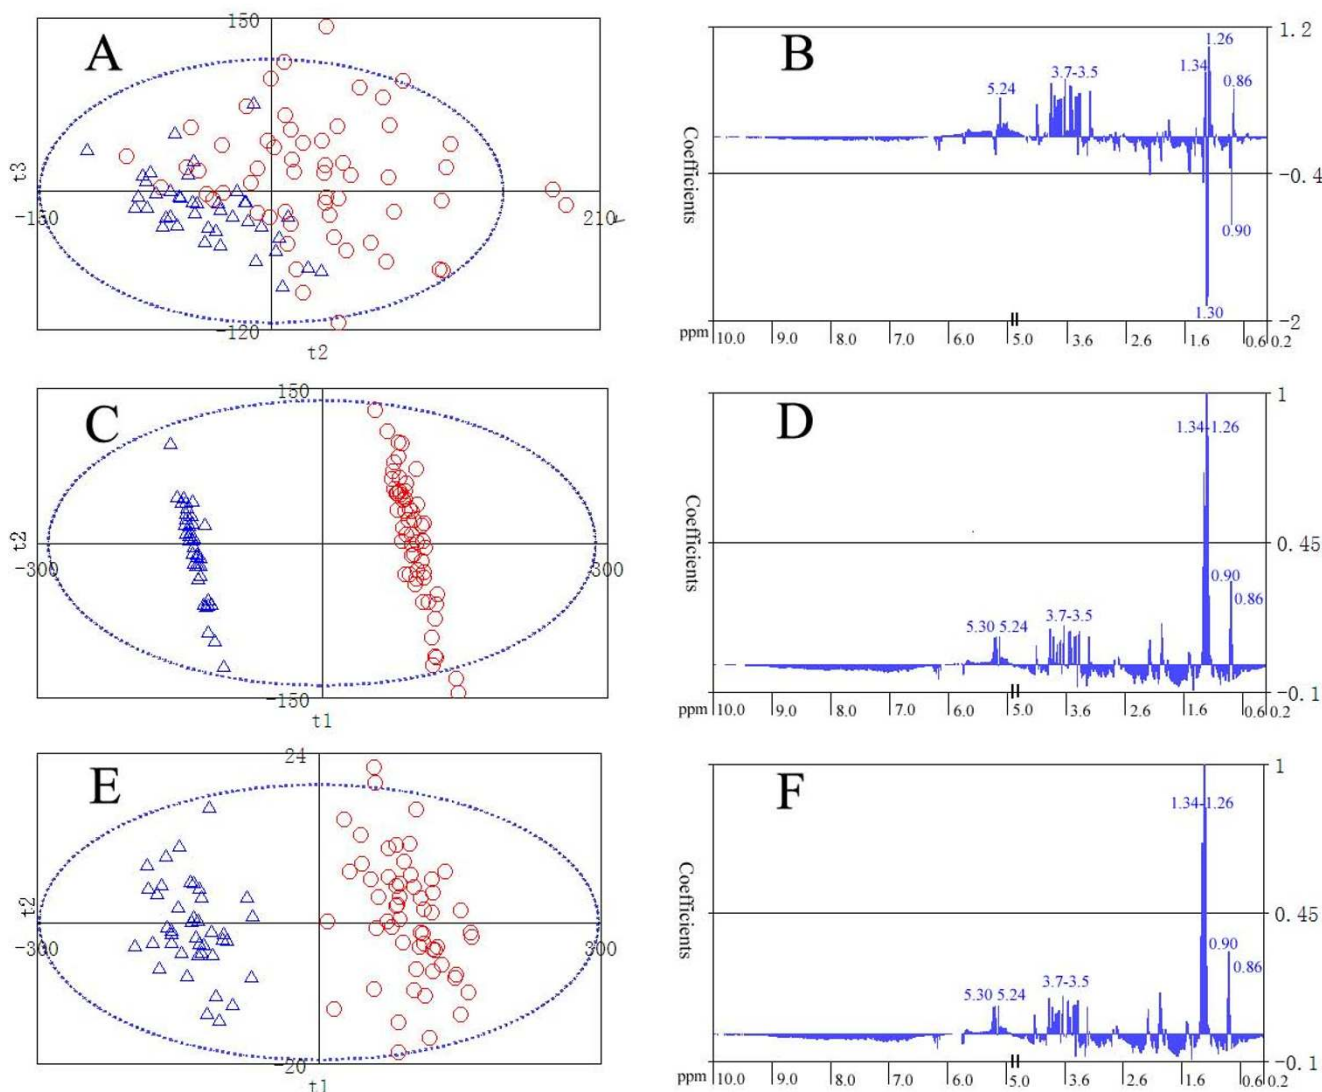 A
150
t3
-150
210
-120
t2
B
1.2
1.26
1.34
0.86
3.7-3.5
5.24
Coefficients
-0.4
0.90
1.30
-2
ppm 10.0 9.0 8.0 7.0 6.0 5.0 3.6 2.6 1.6 0.6 0.2
C
150
t2
-300
300
-150
t1
D
1
1.34-1.26
Coefficients
0.45
0.90
0.86
3.7-3.5
5.30 5.24
-0.1
ppm 10.0 9.0 8.0 7.0 6.0 5.0 3.6 2.6 1.6 0.6 0.2
E
24
t2
-300
300
-20
t1
F
1
1.34-1.26
Coefficients
0.45
0.90
0.86
3.7-3.5
5.30 5.24
-0.1
ppm 10.0 9.0 8.0 7.0 6.0 5.0 3.6 2.6 1.6 0.6 0.2